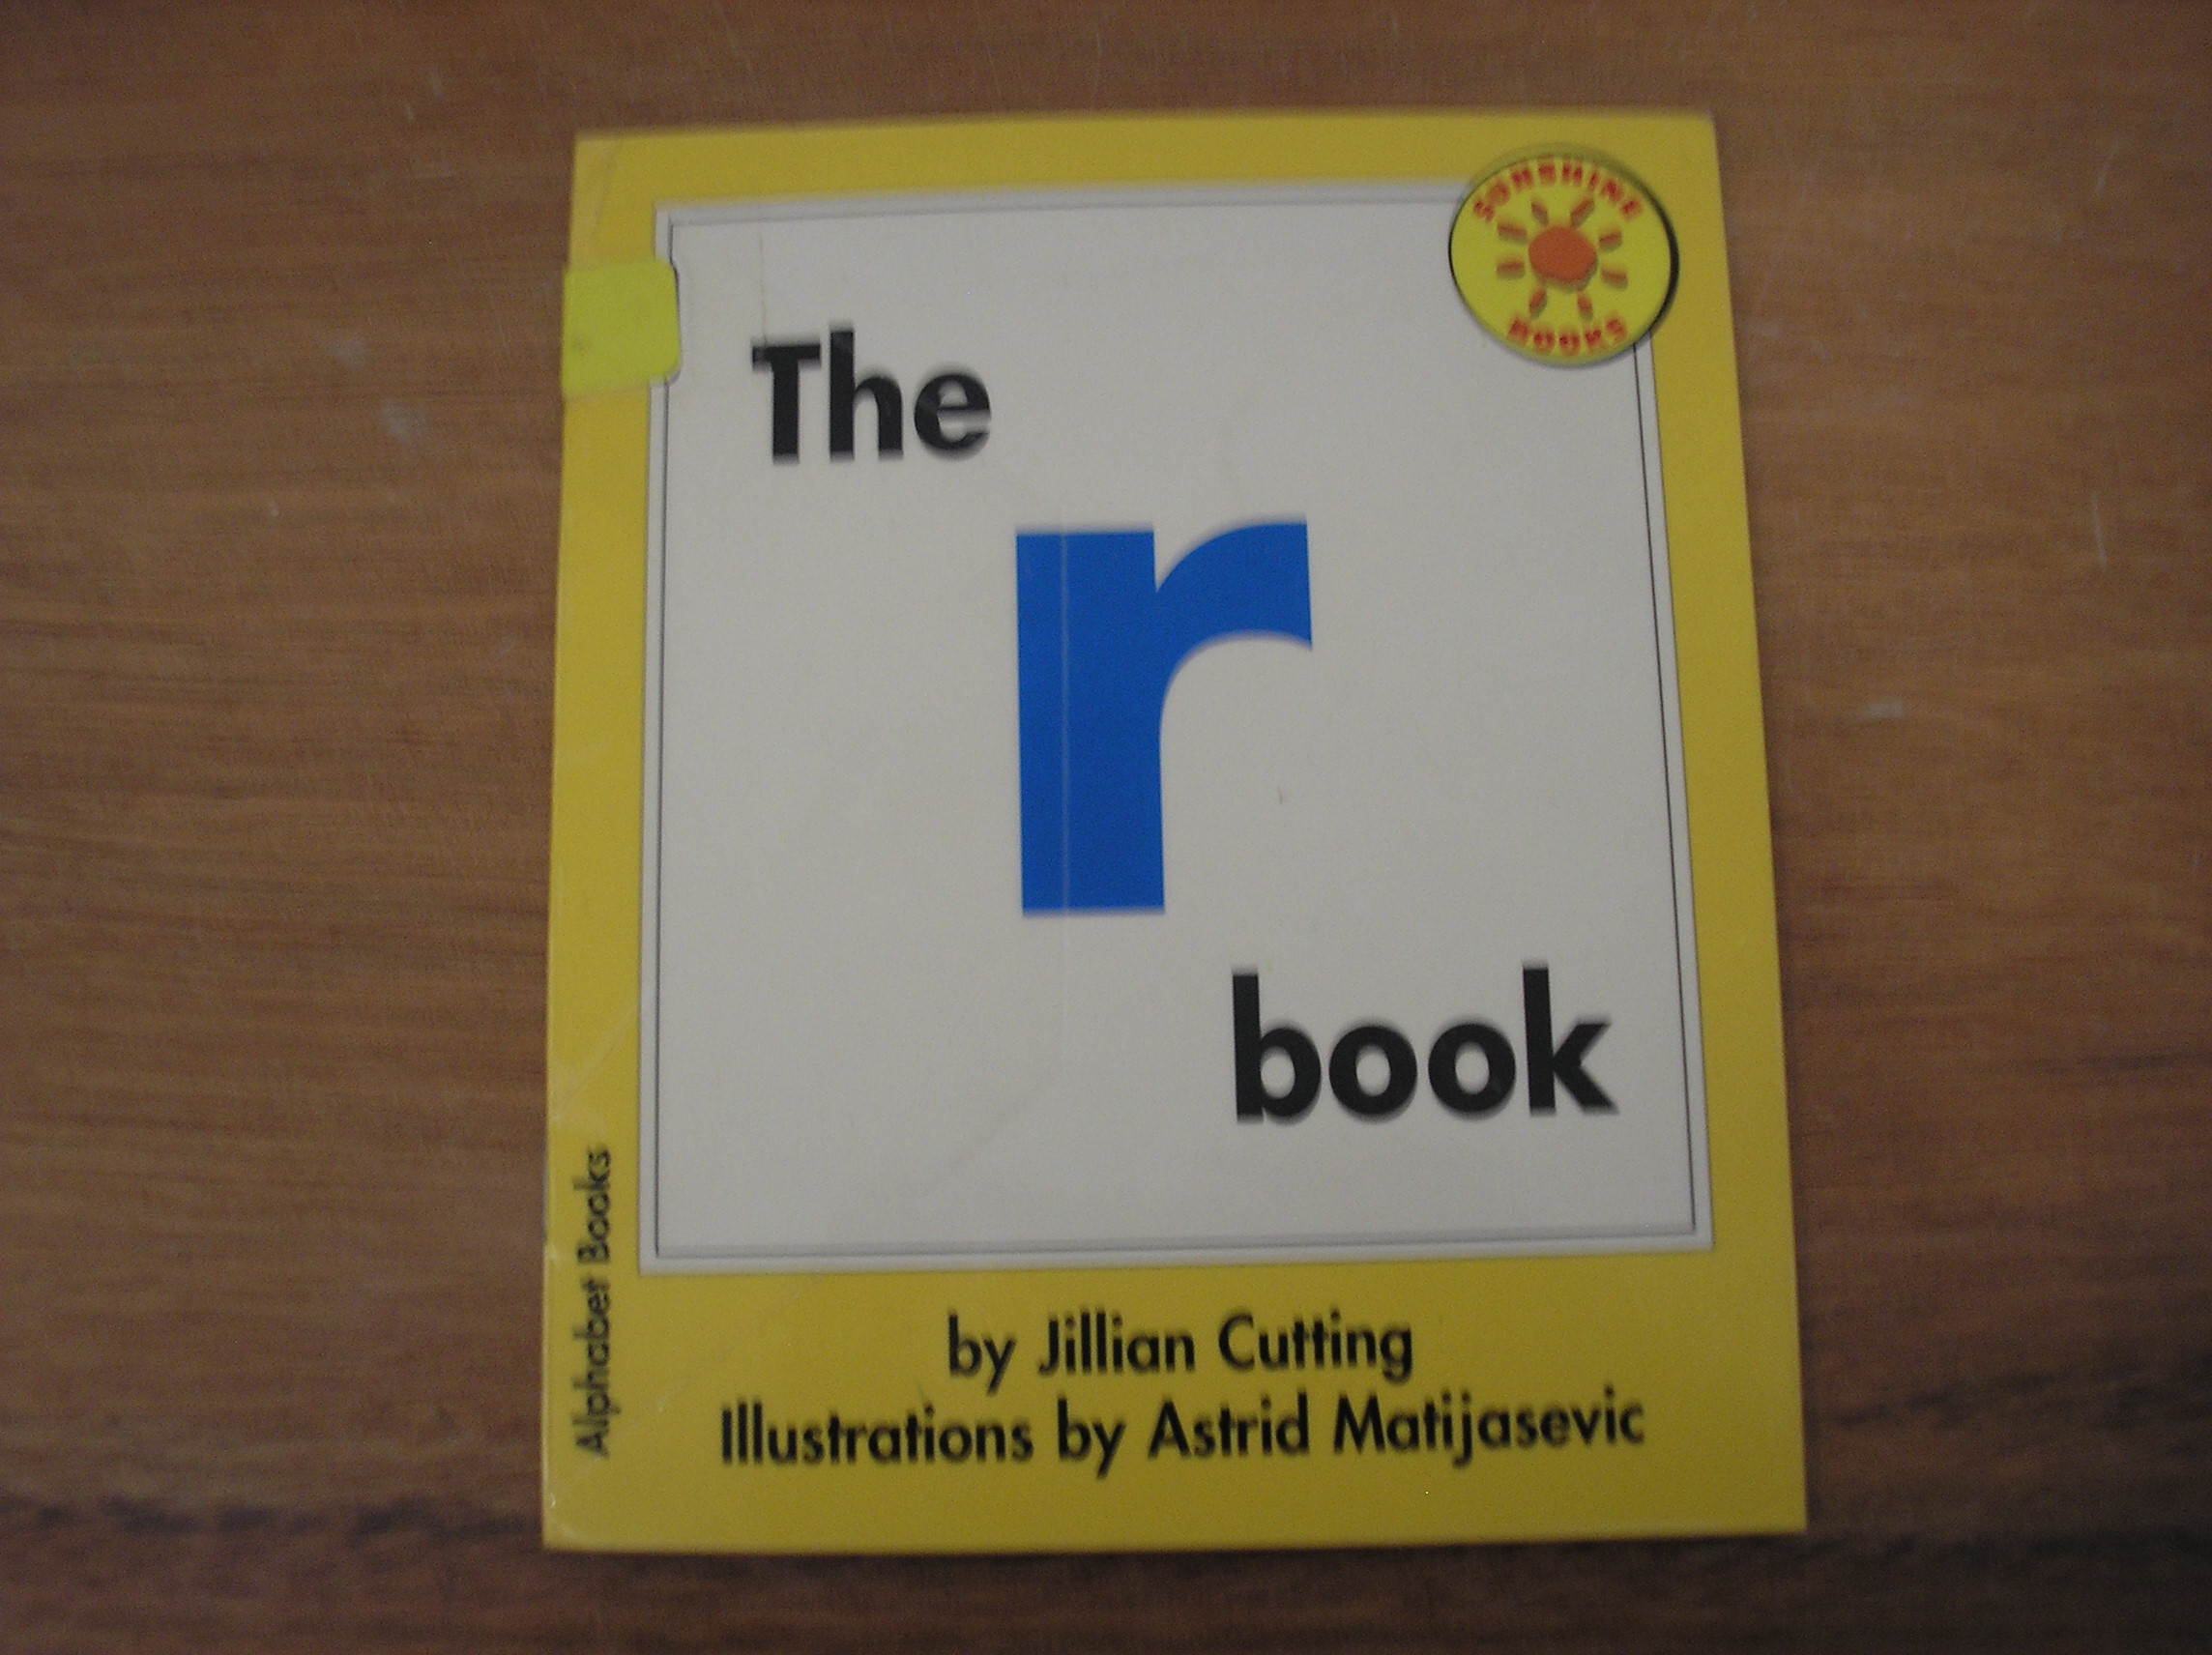 SUNSHINE
BOOKS
The
r
book
Alphabet Books
by Jillian Cutting
Illustrations by Astrid Matijasevic